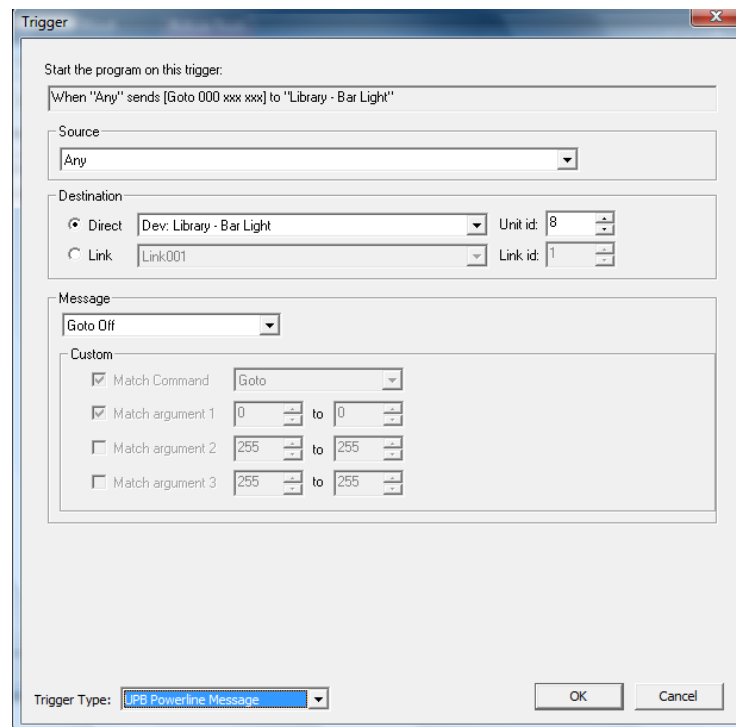 Trigger
Start the program on this trigger:
When "Any" sends [Goto 000 xxx xxx] to "Library - Bar Light"
Source
Any
Destination
Direct Dev: Library - Bar Light Unit id: 8
Link Link001 Link id: 1
Message
Goto Off
Custom
Match Command Goto
Match argument 1 0 to 0
Match argument 2 255 to 255
Match argument 3 255 to 255
Trigger Type: UPB Powerline Message OK Cancel